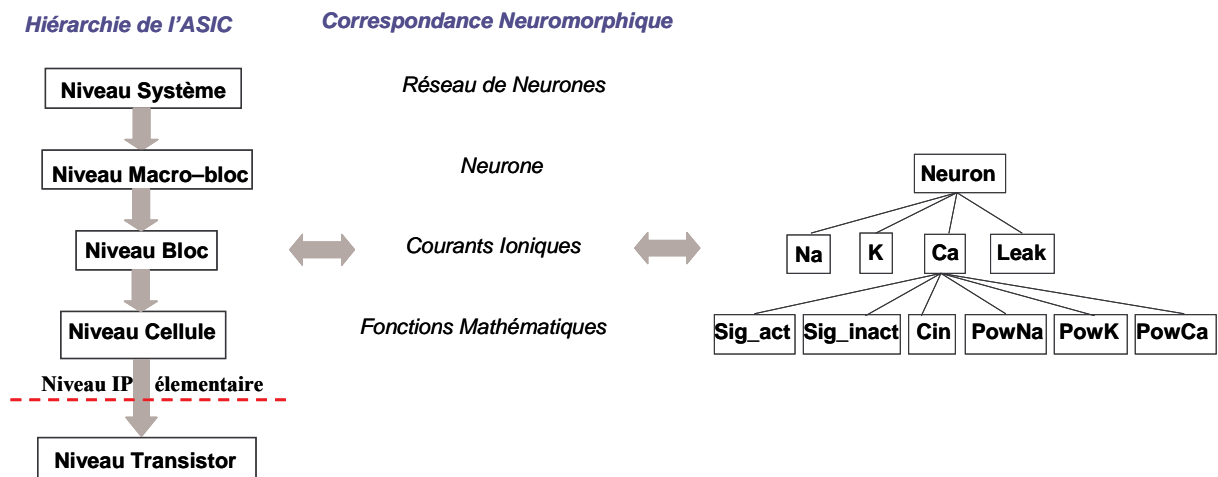 Hiérarchie de l'ASIC
Correspondance Neuromorphique
Niveau Système
Réseau de Neurones
Niveau Macro–bloc
Neurone
Neuron
Niveau Bloc
Courants Ioniques
Na
K
Ca
Leak
Niveau Cellule
Fonctions Mathématiques
Sig_act
Sig_inact
Cin
PowNa
PowK
PowCa
Niveau IP élementaire
Niveau Transistor